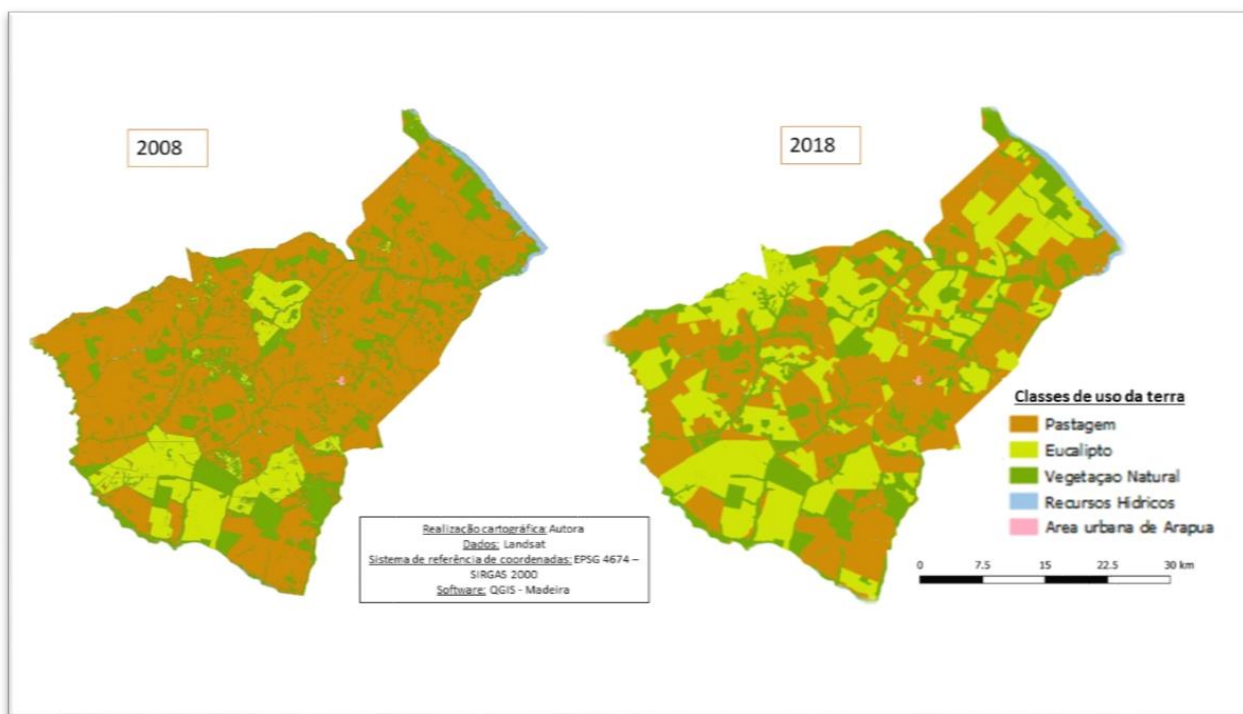 2008
2018
Classes de uso da terra
Pastagem
Eucalipto
Vegetaçao Natural
Recursos Hidricos
Area urbana de Arapua
0 7.5 15 22.5 30 km
Realização cartográfica: Autora
Dados: Landsat
Sistema de referência de coordenadas: EPSG 4674 –
SIRGAS 2000
Software: QGIS - Madeira